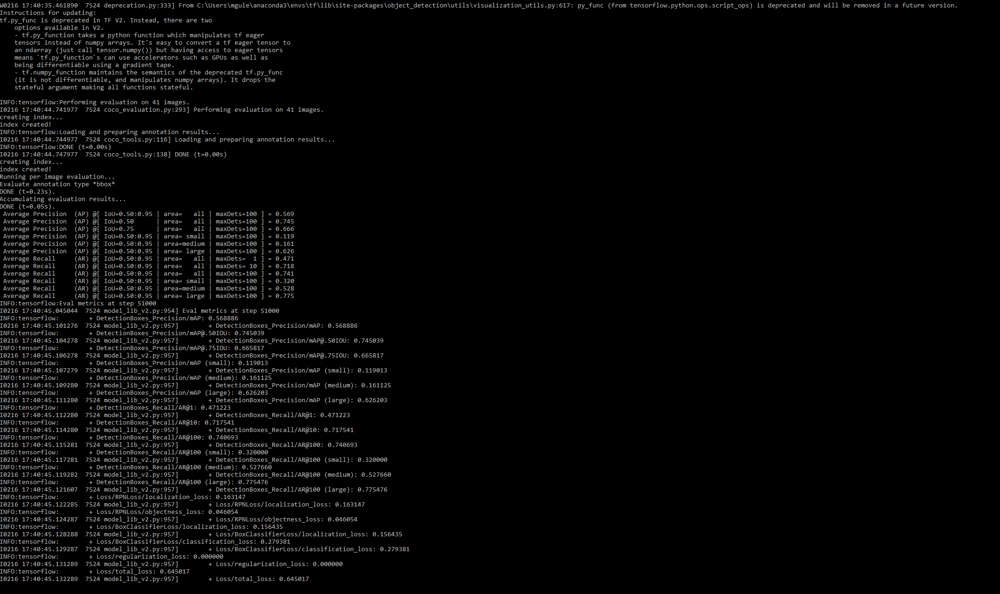 W0216 17:40:35.461890  7524 deprecation.py:333] From C:\Users\mgule\anaconda3\envs\tf\lib\site-packages\object_detection\utils\visualization_utils.py:617: py_func (from tensorflow.python.ops.script_ops) is deprecated and will be removed in a future version.
Instructions for updating:
tf.py_func is deprecated in TF V2. Instead, there are two
    options available in V2.
    - tf.py_function takes a python function which manipulates tf eager
    tensors instead of numpy arrays. It's easy to convert a tf eager tensor to
    an ndarray (just call tensor.numpy()) but having access to eager tensors
    means `tf.py_function`s can use accelerators such as GPUs as well as
    being differentiable using a gradient tape.
    - tf.numpy_function maintains the semantics of the deprecated tf.py_func
    (it is not differentiable, and manipulates numpy arrays). It drops the
    stateful argument making all functions stateful.

INFO:tensorflow:Performing evaluation on 41 images.
I0216 17:40:44.741977  7524 coco_evaluation.py:293] Performing evaluation on 41 images.
creating index...
index created!
INFO:tensorflow:Loading and preparing annotation results...
I0216 17:40:44.744977  7524 coco_tools.py:116] Loading and preparing annotation results...
INFO:tensorflow:DONE (t=0.00s)
I0216 17:40:44.747977  7524 coco_tools.py:138] DONE (t=0.00s)
creating index...
index created!
Running per image evaluation...
Evaluate annotation type *bbox*
DONE (t=0.23s).
Accumulating evaluation results...
DONE (t=0.05s).
 Average Precision  (AP) @[ IoU=0.50:0.95 | area=   all | maxDets=100 ] = 0.569
 Average Precision  (AP) @[ IoU=0.50      | area=   all | maxDets=100 ] = 0.745
 Average Precision  (AP) @[ IoU=0.75      | area=   all | maxDets=100 ] = 0.666
 Average Precision  (AP) @[ IoU=0.50:0.95 | area= small | maxDets=100 ] = 0.119
 Average Precision  (AP) @[ IoU=0.50:0.95 | area=medium | maxDets=100 ] = 0.161
 Average Precision  (AP) @[ IoU=0.50:0.95 | area= large | maxDets=100 ] = 0.626
 Average Recall     (AR) @[ IoU=0.50:0.95 | area=   all | maxDets=  1 ] = 0.471
 Average Recall     (AR) @[ IoU=0.50:0.95 | area=   all | maxDets= 10 ] = 0.718
 Average Recall     (AR) @[ IoU=0.50:0.95 | area=   all | maxDets=100 ] = 0.741
 Average Recall     (AR) @[ IoU=0.50:0.95 | area= small | maxDets=100 ] = 0.320
 Average Recall     (AR) @[ IoU=0.50:0.95 | area=medium | maxDets=100 ] = 0.528
 Average Recall     (AR) @[ IoU=0.50:0.95 | area= large | maxDets=100 ] = 0.775
INFO:tensorflow:Eval metrics at step 51000
I0216 17:40:45.045044  7524 model_lib_v2.py:954] Eval metrics at step 51000
INFO:tensorflow:        + DetectionBoxes_Precision/mAP: 0.568886
I0216 17:40:45.101276  7524 model_lib_v2.py:957]        + DetectionBoxes_Precision/mAP: 0.568886
INFO:tensorflow:        + DetectionBoxes_Precision/mAP@.50IOU: 0.745039
I0216 17:40:45.104278  7524 model_lib_v2.py:957]        + DetectionBoxes_Precision/mAP@.50IOU: 0.745039
INFO:tensorflow:        + DetectionBoxes_Precision/mAP@.75IOU: 0.665817
I0216 17:40:45.106278  7524 model_lib_v2.py:957]        + DetectionBoxes_Precision/mAP@.75IOU: 0.665817
INFO:tensorflow:        + DetectionBoxes_Precision/mAP (small): 0.119013
I0216 17:40:45.107279  7524 model_lib_v2.py:957]        + DetectionBoxes_Precision/mAP (small): 0.119013
INFO:tensorflow:        + DetectionBoxes_Precision/mAP (medium): 0.161125
I0216 17:40:45.109280  7524 model_lib_v2.py:957]        + DetectionBoxes_Precision/mAP (medium): 0.161125
INFO:tensorflow:        + DetectionBoxes_Precision/mAP (large): 0.626203
I0216 17:40:45.111280  7524 model_lib_v2.py:957]        + DetectionBoxes_Precision/mAP (large): 0.626203
INFO:tensorflow:        + DetectionBoxes_Recall/AR@1: 0.471223
I0216 17:40:45.112280  7524 model_lib_v2.py:957]        + DetectionBoxes_Recall/AR@1: 0.471223
INFO:tensorflow:        + DetectionBoxes_Recall/AR@10: 0.717541
I0216 17:40:45.114280  7524 model_lib_v2.py:957]        + DetectionBoxes_Recall/AR@10: 0.717541
INFO:tensorflow:        + DetectionBoxes_Recall/AR@100: 0.740693
I0216 17:40:45.115281  7524 model_lib_v2.py:957]        + DetectionBoxes_Recall/AR@100: 0.740693
INFO:tensorflow:        + DetectionBoxes_Recall/AR@100 (small): 0.320000
I0216 17:40:45.117281  7524 model_lib_v2.py:957]        + DetectionBoxes_Recall/AR@100 (small): 0.320000
INFO:tensorflow:        + DetectionBoxes_Recall/AR@100 (medium): 0.527660
I0216 17:40:45.119282  7524 model_lib_v2.py:957]        + DetectionBoxes_Recall/AR@100 (medium): 0.527660
INFO:tensorflow:        + DetectionBoxes_Recall/AR@100 (large): 0.775476
I0216 17:40:45.121607  7524 model_lib_v2.py:957]        + DetectionBoxes_Recall/AR@100 (large): 0.775476
INFO:tensorflow:        + Loss/RPNLoss/localization_loss: 0.163147
I0216 17:40:45.122285  7524 model_lib_v2.py:957]        + Loss/RPNLoss/localization_loss: 0.163147
INFO:tensorflow:        + Loss/RPNLoss/objectness_loss: 0.046054
I0216 17:40:45.124287  7524 model_lib_v2.py:957]        + Loss/RPNLoss/objectness_loss: 0.046054
INFO:tensorflow:        + Loss/BoxClassifierLoss/localization_loss: 0.156435
I0216 17:40:45.128288  7524 model_lib_v2.py:957]        + Loss/BoxClassifierLoss/localization_loss: 0.156435
INFO:tensorflow:        + Loss/BoxClassifierLoss/classification_loss: 0.279381
I0216 17:40:45.129287  7524 model_lib_v2.py:957]        + Loss/BoxClassifierLoss/classification_loss: 0.279381
INFO:tensorflow:        + Loss/regularization_loss: 0.000000
I0216 17:40:45.131289  7524 model_lib_v2.py:957]        + Loss/regularization_loss: 0.000000
INFO:tensorflow:        + Loss/total_loss: 0.645017
I0216 17:40:45.132289  7524 model_lib_v2.py:957]        + Loss/total_loss: 0.645017